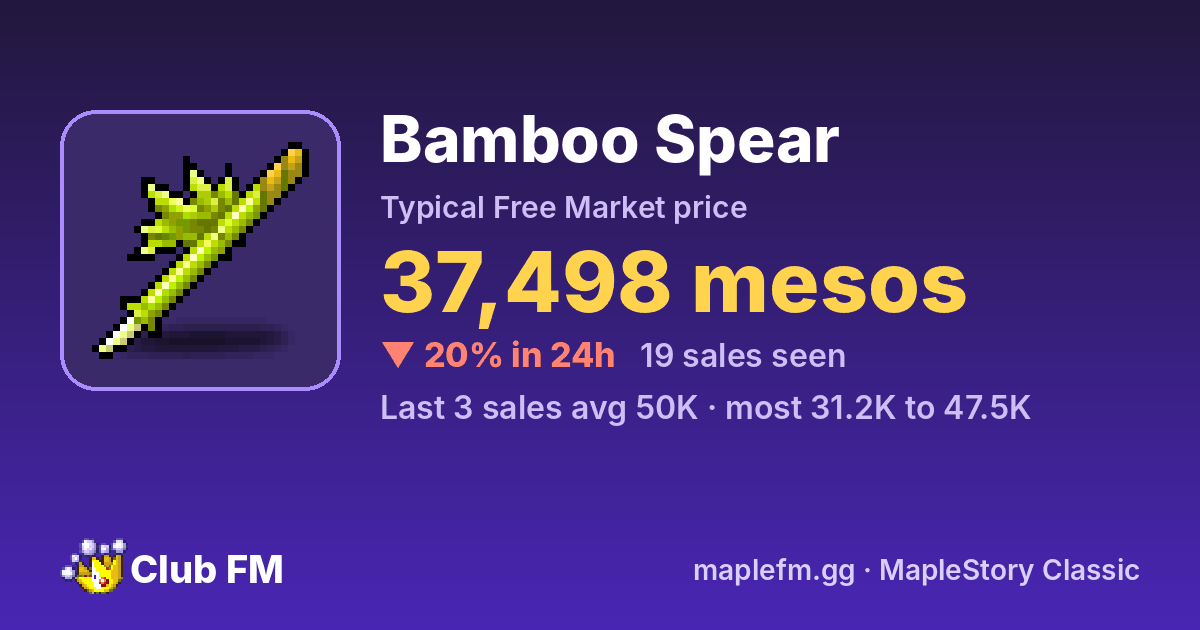 Bamboo Spear
Typical Free Market price
37,498 mesos
▼ 20% in 24h 19 sales seen
Last 3 sales avg 50K · most 31.2K to 47.5K
Club FM
maplefm.gg · MapleStory Classic